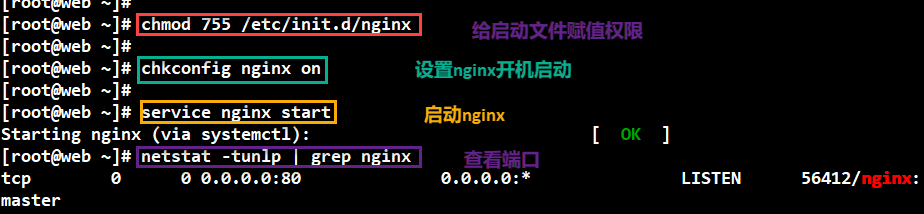 [root@web ~]#
[root@web ~]# chmod 755 /etc/init.d/nginx 给启动文件赋值权限
[root@web ~]#
[root@web ~]# chkconfig nginx on 设置nginx开机启动
[root@web ~]#
[root@web ~]# service nginx start 启动nginx
Starting nginx (via systemctl): [ OK ]
[root@web ~]# netstat -tunlp | grep nginx 查看端口
tcp 0 0 0.0.0.0:80 0.0.0.0:* LISTEN 56412/nginx:
master